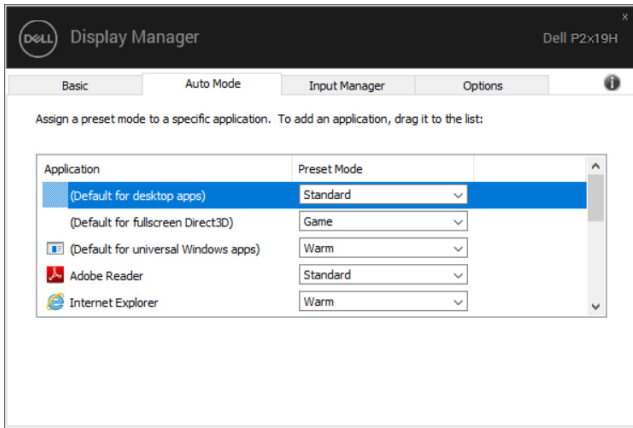 DELL Display Manager Dell P2x19H x
Basic Auto Mode Input Manager Options i
Assign a preset mode to a specific application. To add an application, drag it to the list:
Application Preset Mode
(Default for desktop apps) Standard
(Default for fullscreen Direct3D) Game
(Default for universal Windows apps) Warm
Adobe Reader Standard
Internet Explorer Warm